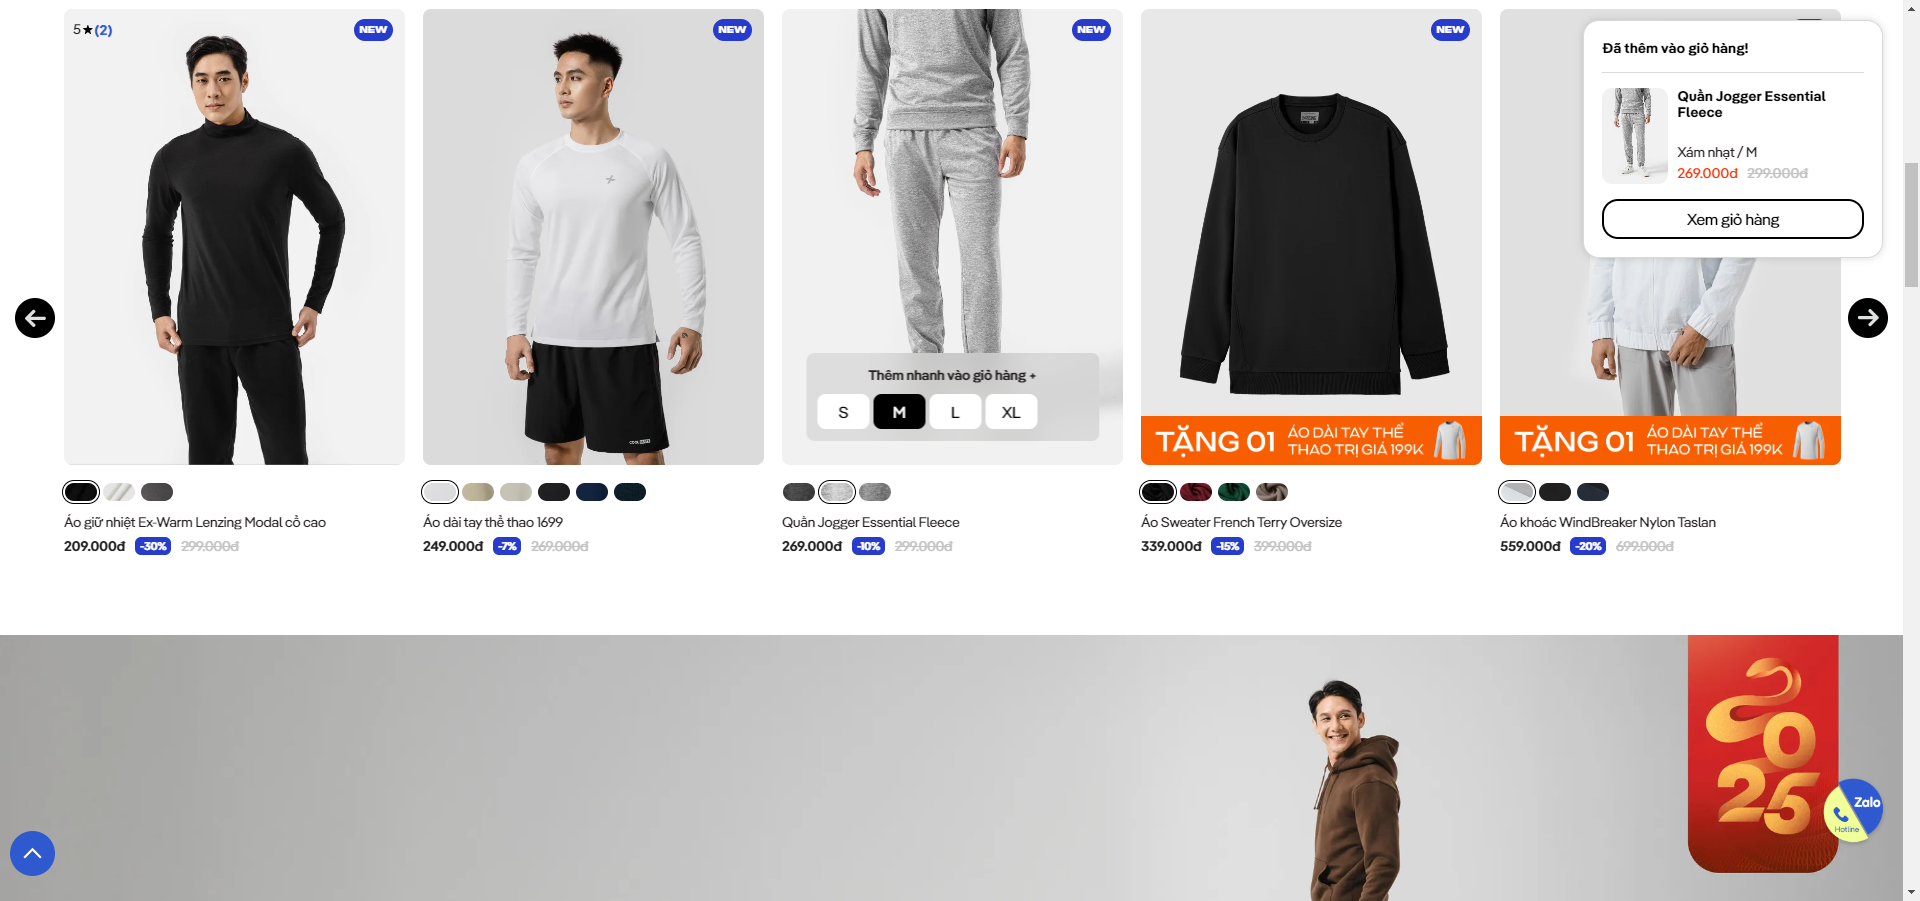 5★(2)
NEW
NEW
NEW
NEW
Đã thêm vào giỏ hàng!
Quần Jogger Essential
Fleece
Xám nhạt / M
269.000đ 299.000đ
Xem giỏ hàng
Thêm nhanh vào giỏ hàng +
S M L XL
TẶNG 01 ÁO DÀI TAY THỂ
THAO TRỊ GIÁ 199K
TẶNG 01 ÁO DÀI TAY THỂ
THAO TRỊ GIÁ 199K
Áo giữ nhiệt Ex-Warm Lenzing Modal cổ cao
209.000đ -30% 299.000đ
Áo dài tay thể thao 1699
249.000đ -7% 269.000đ
Quần Jogger Essential Fleece
269.000đ -10% 299.000đ
Áo Sweater French Terry Oversize
339.000đ -15% 399.000đ
Áo khoác WindBreaker Nylon Taslan
559.000đ -20% 699.000đ
2025
Zalo
Hotline